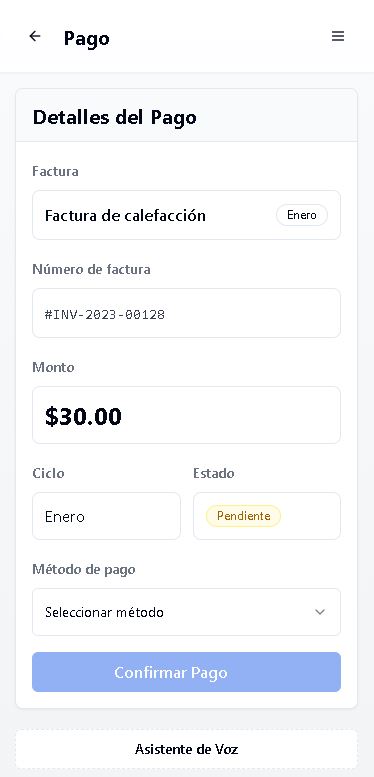 Pago
Detalles del Pago
Factura
Factura de calefacción Enero
Número de factura
#INV-2023-00128
Monto
$30.00
Ciclo Estado
Enero Pendiente
Método de pago
Seleccionar método
Confirmar Pago
Asistente de Voz